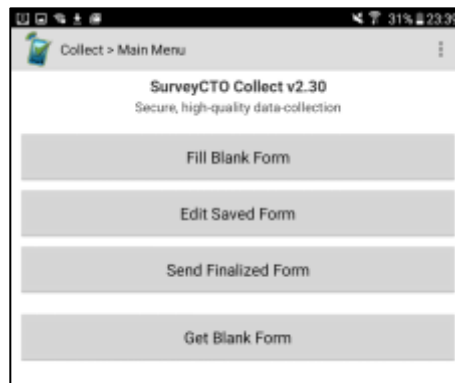 31% 23:39
Collect > Main Menu
SurveyCTO Collect v2.30
Secure, high-quality data-collection
Fill Blank Form
Edit Saved Form
Send Finalized Form
Get Blank Form